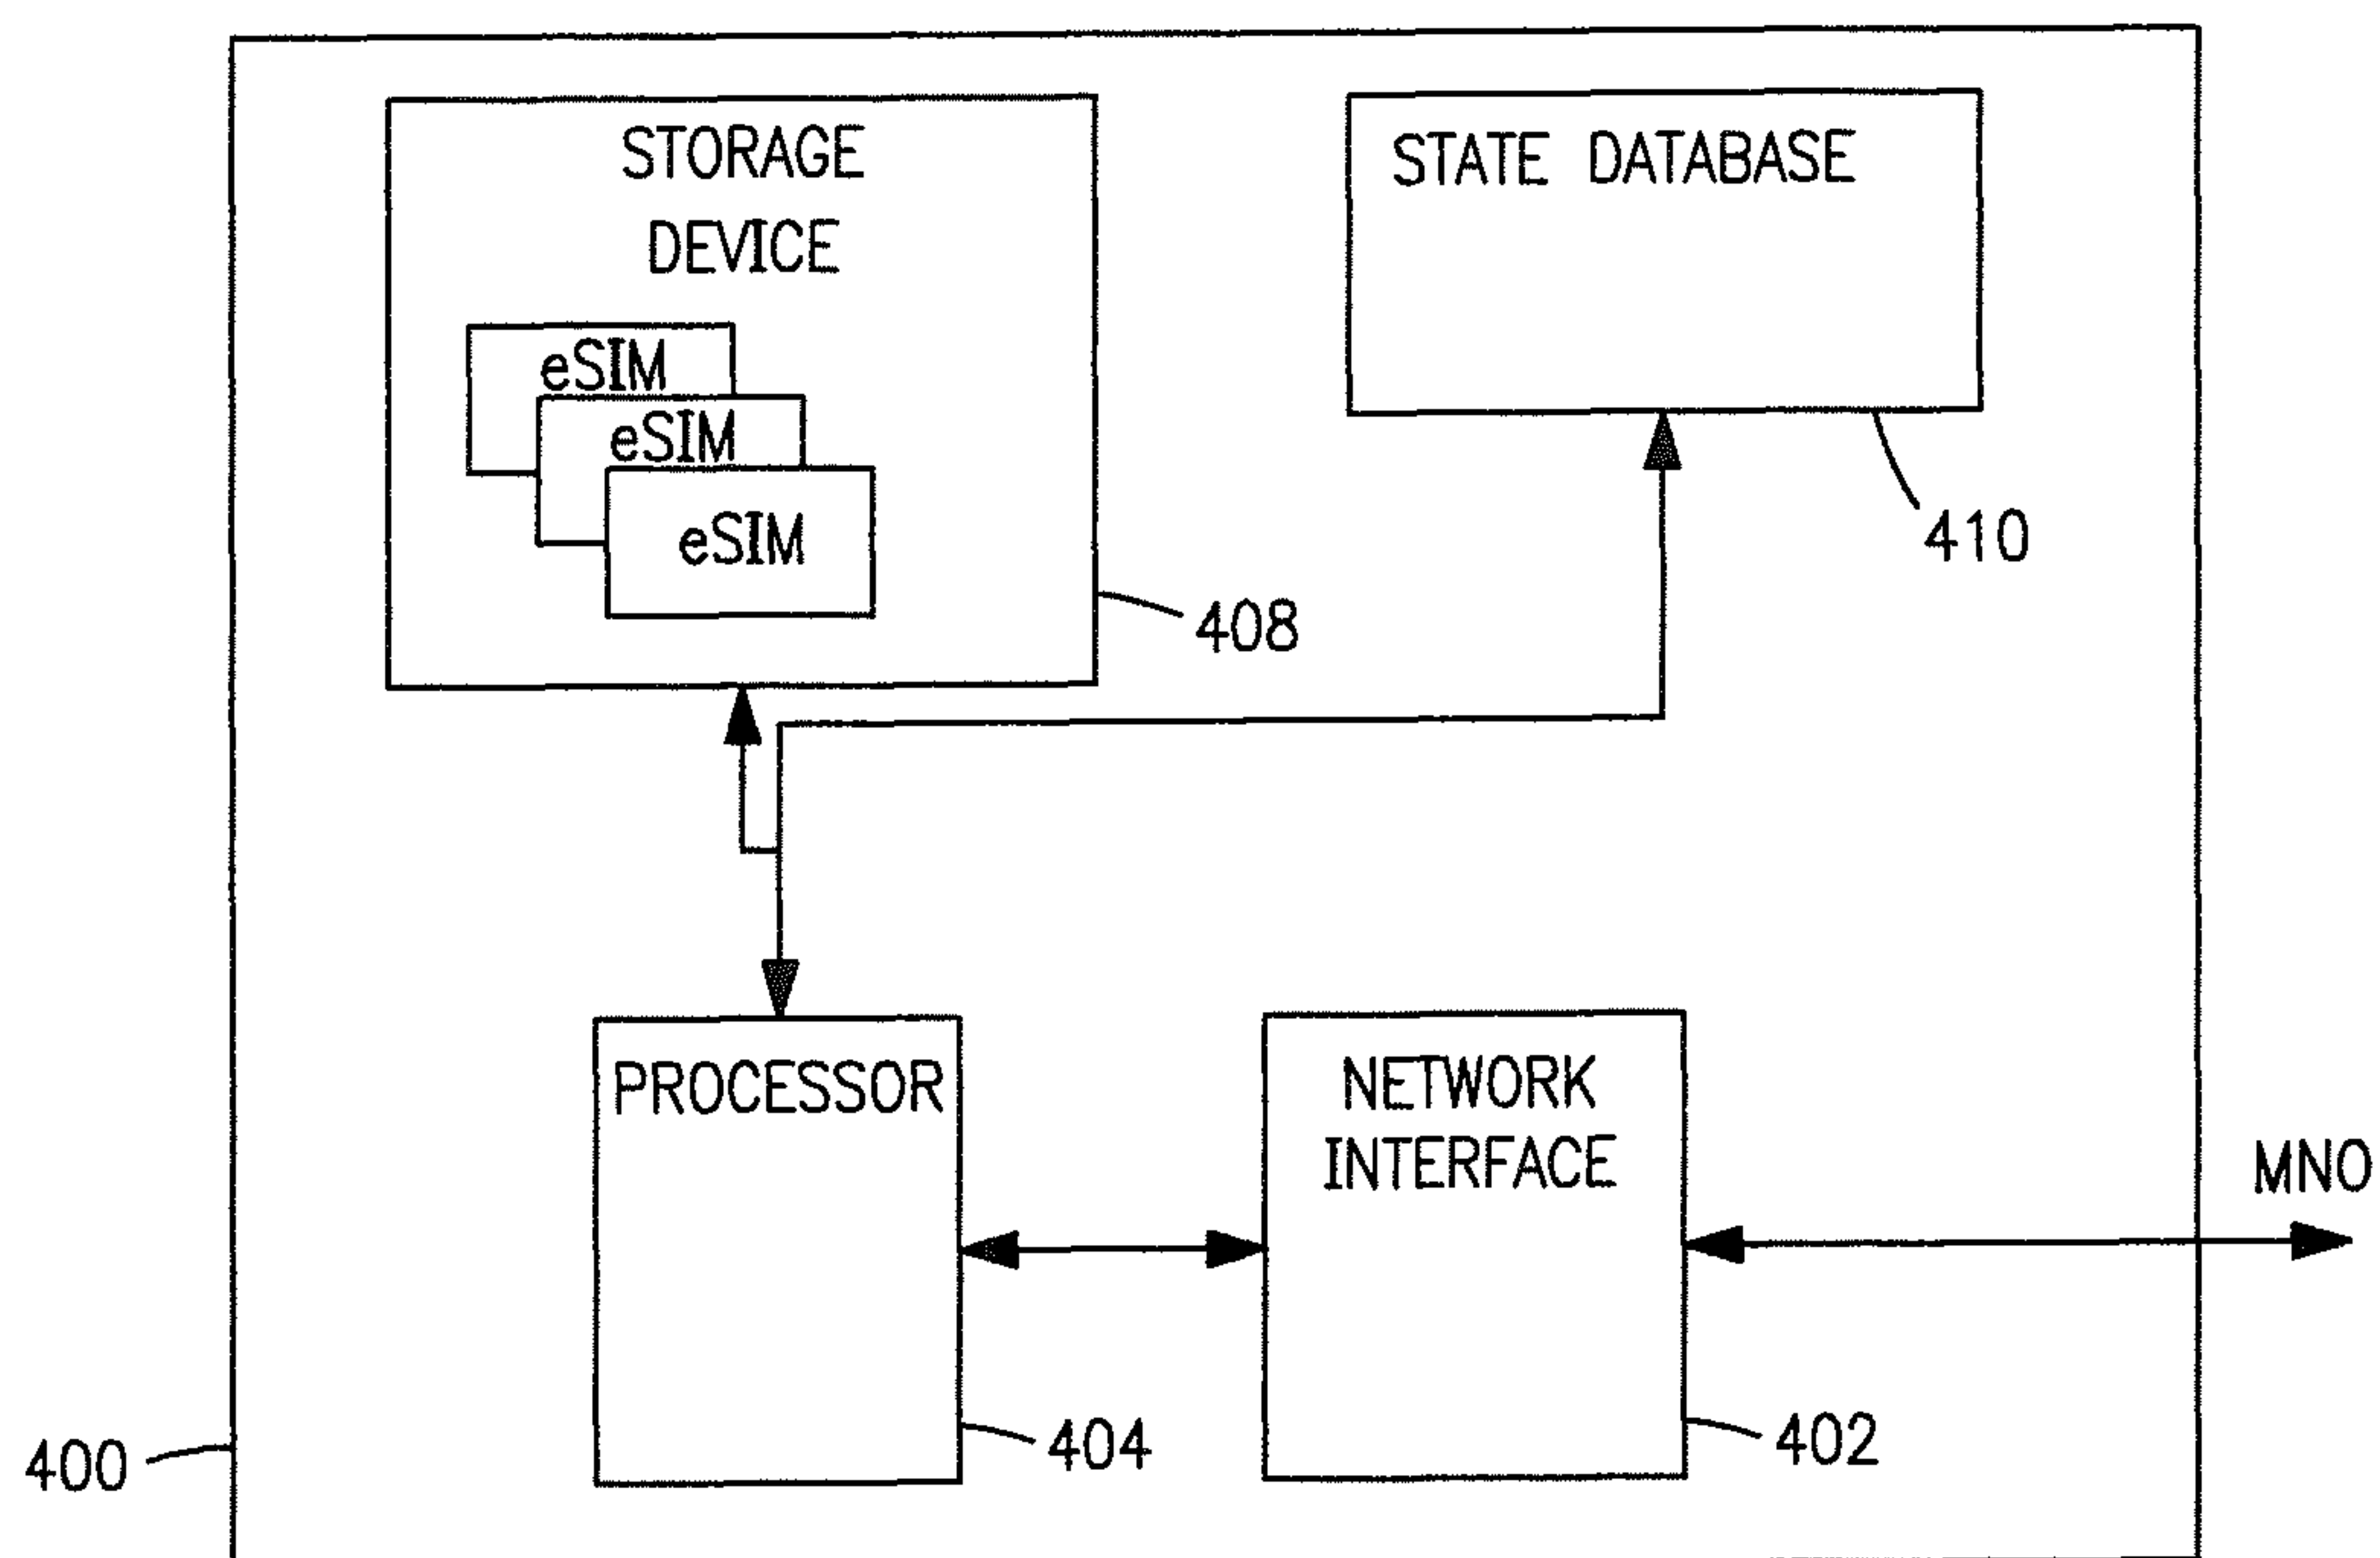 STORAGE
DEVICE
eSIM
eSIM
eSIM
408
STATE DATABASE
410
PROCESSOR
404
NETWORK
INTERFACE
402
MNO
400